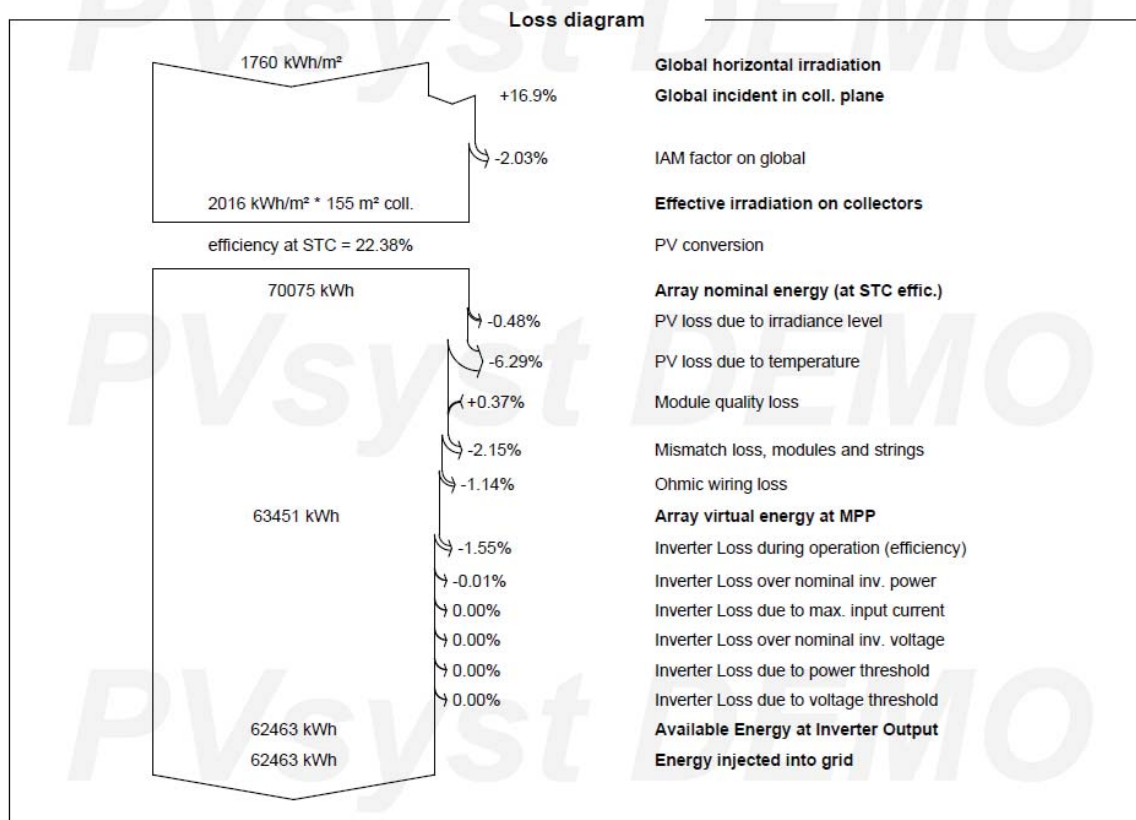 Loss diagram
1760 kWh/m² Global horizontal irradiation
+16.9% Global incident in coll. plane
-2.03% IAM factor on global
2016 kWh/m² * 155 m² coll. Effective irradiation on collectors
efficiency at STC = 22.38% PV conversion
70075 kWh Array nominal energy (at STC effic.)
-0.48% PV loss due to irradiance level
-6.29% PV loss due to temperature
+0.37% Module quality loss
-2.15% Mismatch loss, modules and strings
-1.14% Ohmic wiring loss
63451 kWh Array virtual energy at MPP
-1.55% Inverter Loss during operation (efficiency)
-0.01% Inverter Loss over nominal inv. power
0.00% Inverter Loss due to max. input current
0.00% Inverter Loss over nominal inv. voltage
0.00% Inverter Loss due to power threshold
0.00% Inverter Loss due to voltage threshold
62463 kWh Available Energy at Inverter Output
62463 kWh Energy injected into grid
PVsyst DEMO
PVsyst DEMO
PVsyst DEMO